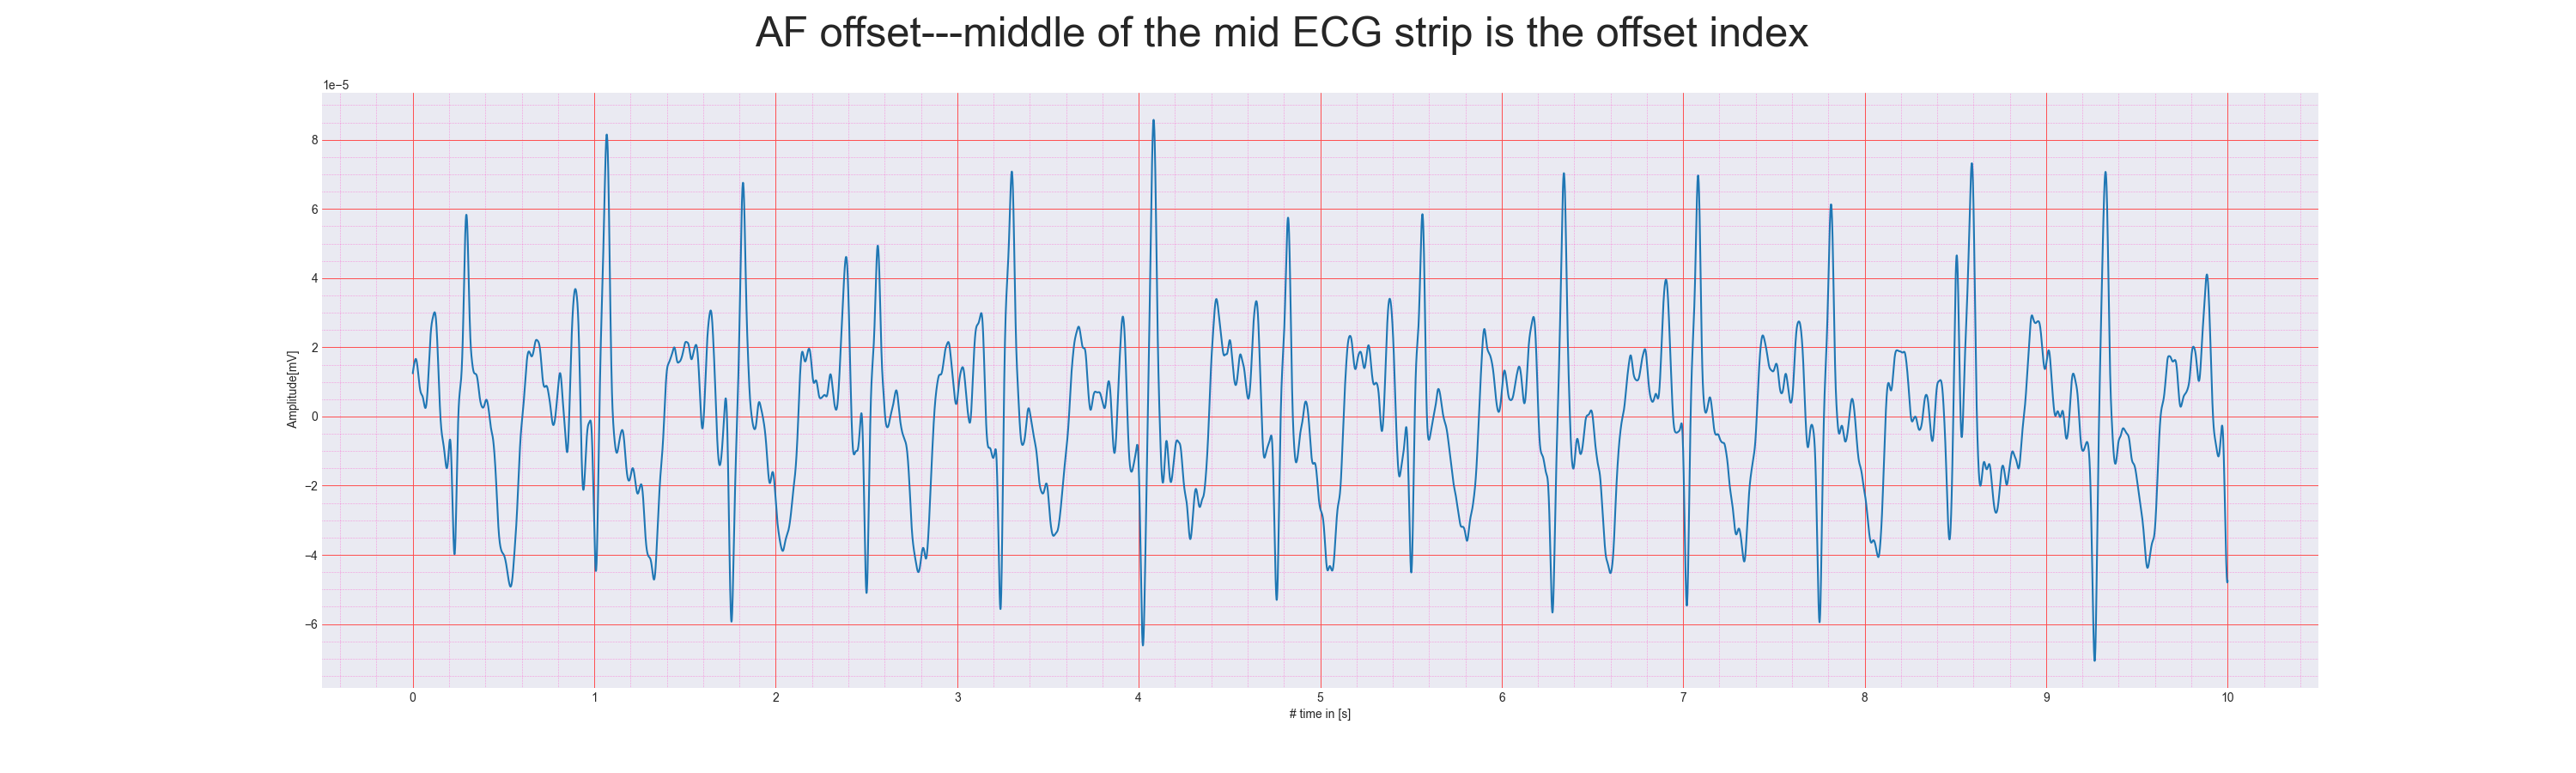 AF offset---middle of the mid ECG strip is the offset index
1e−5
8
6
4
2
0
−2
−4
−6
Amplitude[mV]
0 1 2 3 4 5 6 7 8 9 10
# time in [s]